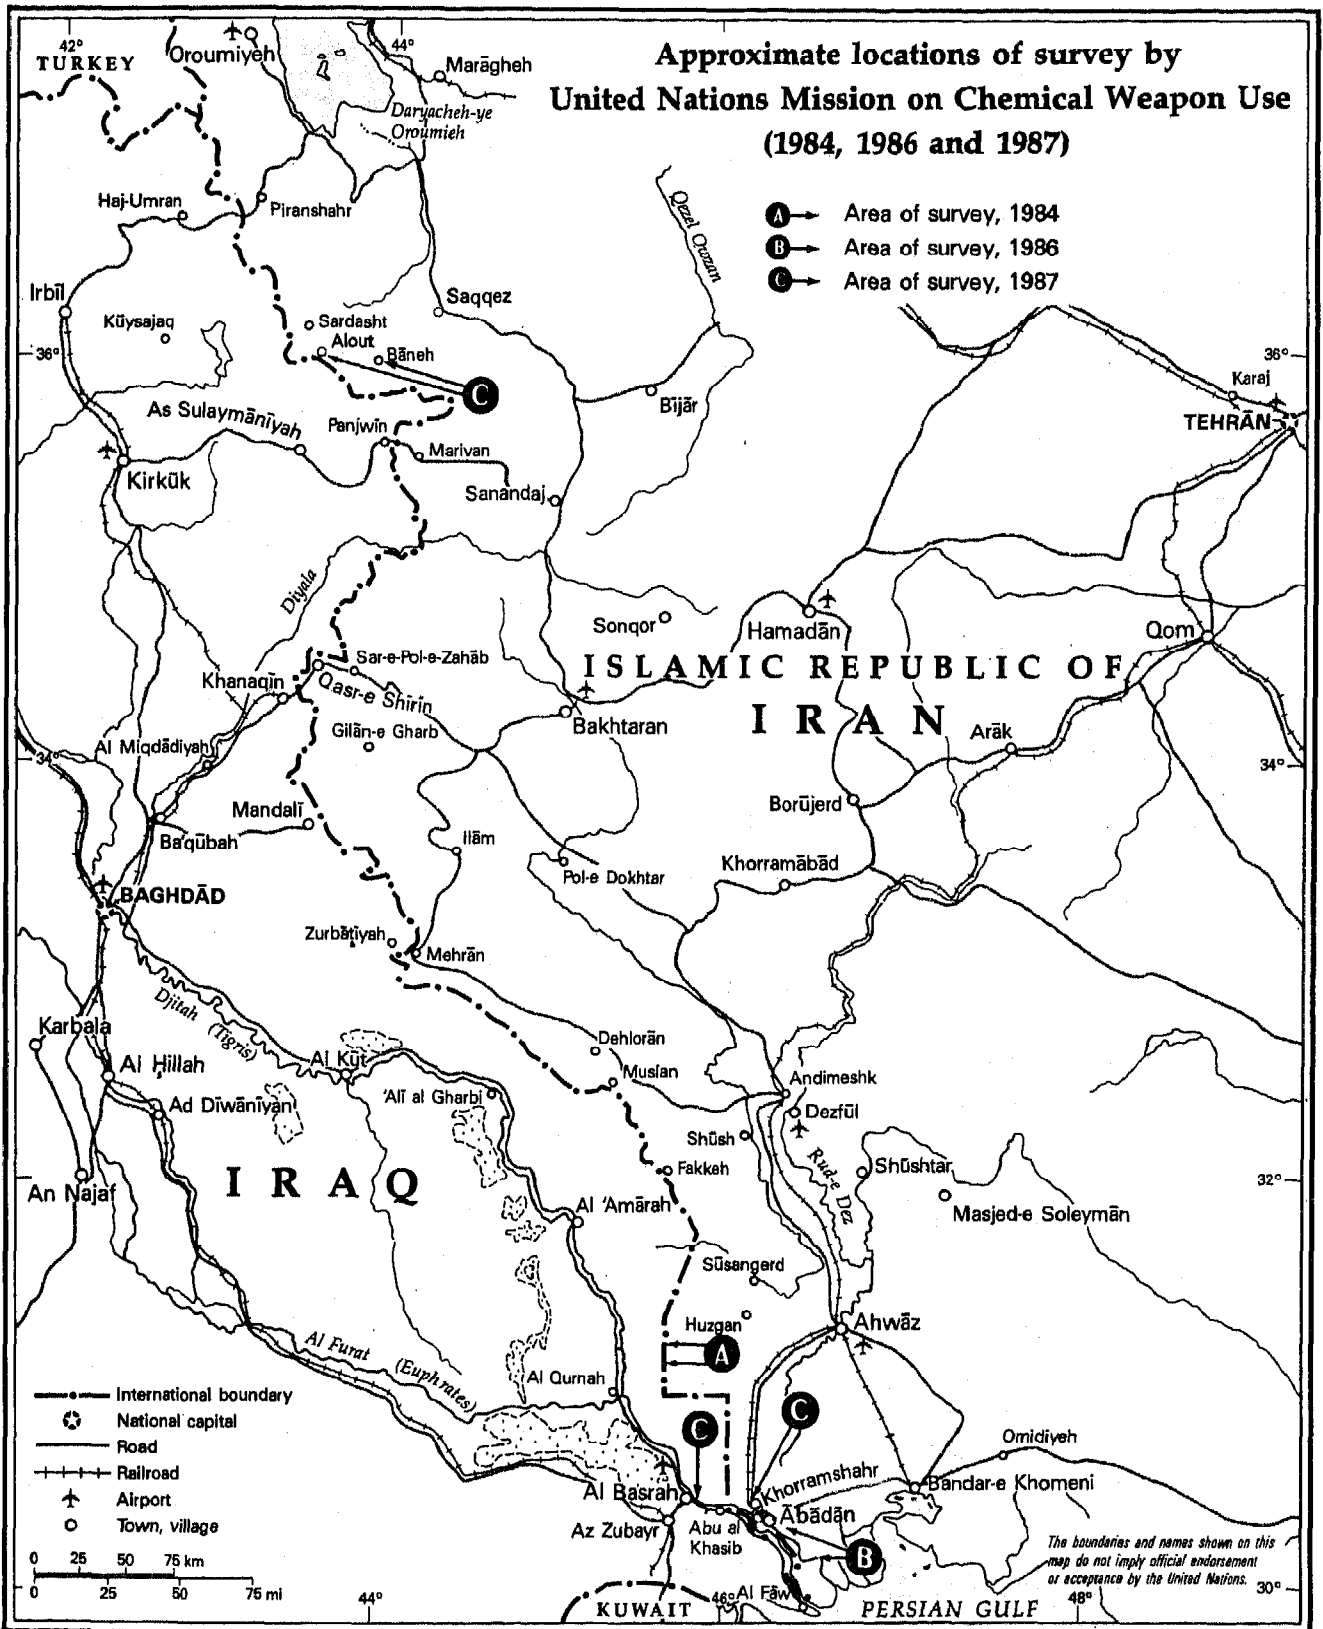 Approximate locations of survey by
United Nations Mission on Chemical Weapon Use
(1984, 1986 and 1987)
A Area of survey, 1984
B Area of survey, 1986
C Area of survey, 1987
42°
44°
TURKEY
Oroumiyeh
Marāgheh
Daryacheh-ye
Oroumieh
Haj-Umran
Piranshahr
Qezel Owzan
Irbīl
Saqqez
Kūysajaq
Sardasht
Alout
Bāneh
36°
36°
C
Karaj
TEHRĀN
Bījār
As Sulaymānīyah
Panjwīn
Marivan
Kirkūk
Sanandaj
Diyala
Sonqor
Hamadān
Qom
ISLAMIC REPUBLIC OF
IRAN
Sar-e-Pol-e-Zahāb
Khanaqīn
Qasr-e Shīrīn
Gilān-e Gharb
Bakhtaran
Arāk
Al Miqdādiyah
34°
34°
Mandalī
Borūjerd
Ba'qūbah
Ilām
Khorramābād
Pol-e Dokhtar
BAGHDĀD
Zurbāṭiyah
Mehrān
Djitah (Tigris)
Karbala
Dehlorān
Al Ḥillah
Al Kūt
Musian
Andimeshk
'Alī al Gharbi
Ad Dīwānīyan
Dezfūl
Shūsh
Rud-e Dez
Shūshtar
Fakkeh
IRAQ
An Najaf
32°
Al 'Amārah
Masjed-e Soleymān
Sūsangerd
Huzgan
Ahwāz
A
Al Furat (Euphrates)
Al Qurnah
C
C
Omidiyeh
Khorramshahr
Bandar-e Khomeni
Al Basrah
Ābādān
Az Zubayr
Abu al
Khasib
B
Al Fāw
30°
KUWAIT
PERSIAN GULF
44°
46°
48°
International boundary
National capital
Road
Railroad
Airport
Town, village
0 25 50 75 km
0 25 50 75 mi
The boundaries and names shown on this
map do not imply official endorsement
or acceptance by the United Nations.